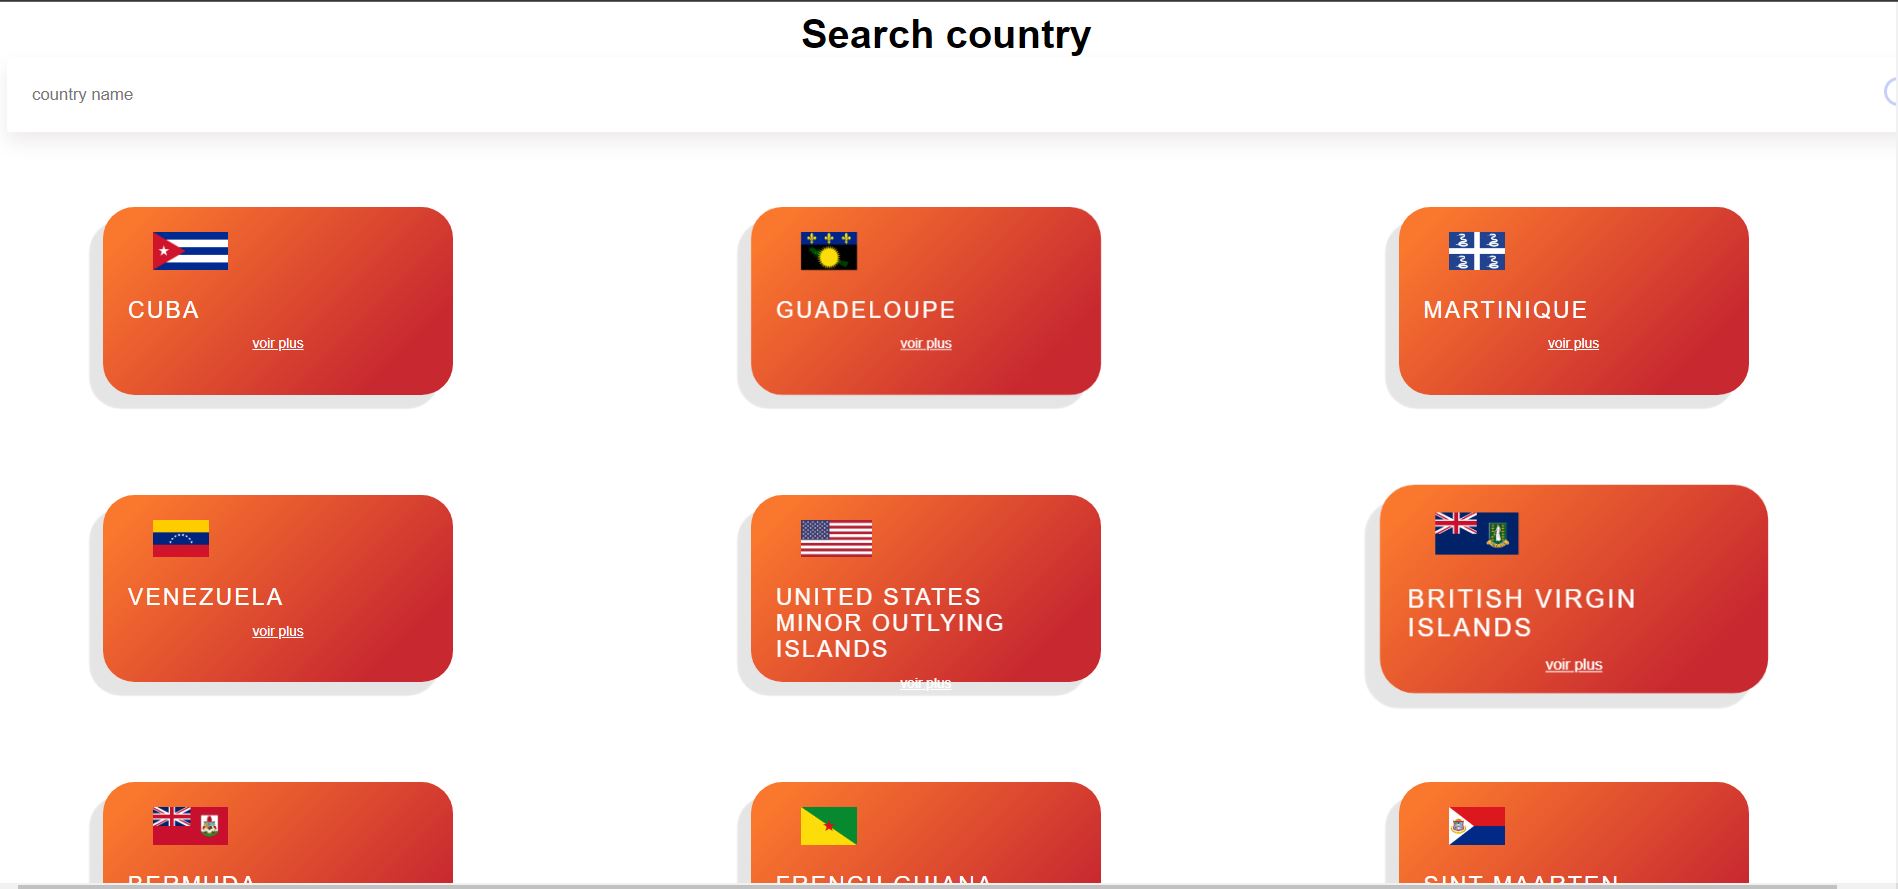 Search country
country name
CUBA
voir plus
GUADELOUPE
voir plus
MARTINIQUE
voir plus
VENEZUELA
voir plus
UNITED STATES
MINOR OUTLYING
ISLANDS
voir plus
BRITISH VIRGIN
ISLANDS
voir plus
BERMUDA
FRENCH GUIANA
SINT MAARTEN